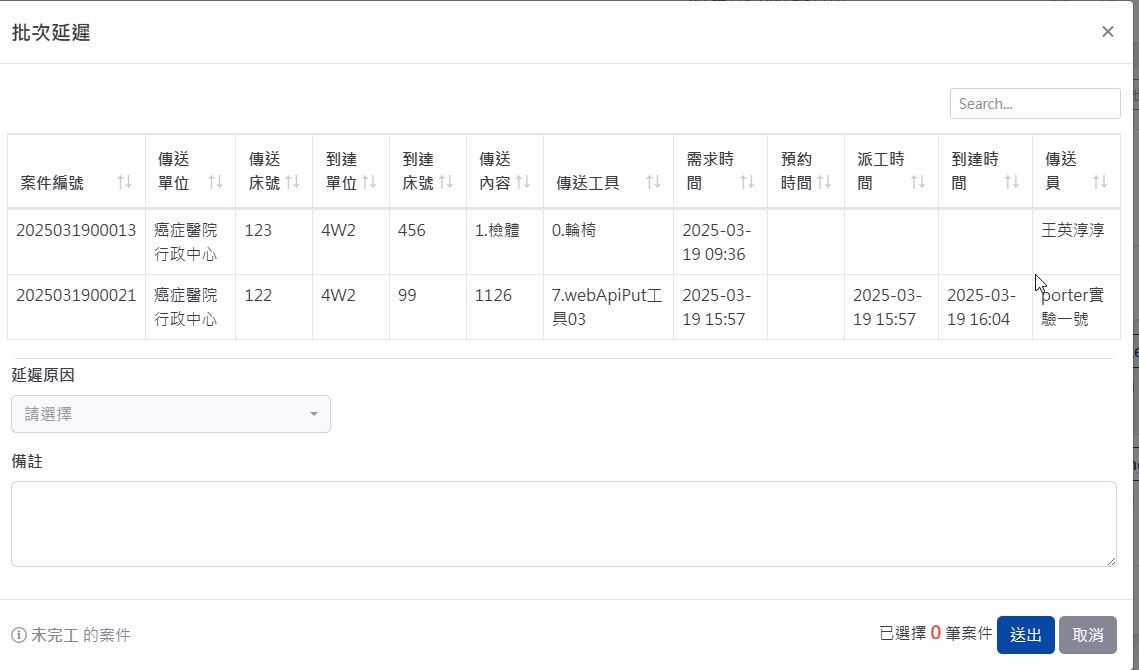 批次延遲
×
Search...
案件編號 傳送單位 傳送床號 到達單位 到達床號 傳送內容 傳送工具 需求時間 預約時間 派工時間 到達時間 傳送員
2025031900013 癌症醫院行政中心 123 4W2 456 1.檢體 0.輪椅 2025-03-19 09:36 王英淳淳
2025031900021 癌症醫院行政中心 122 4W2 99 1126 7.webApiPut工具03 2025-03-19 15:57 2025-03-19 15:57 2025-03-19 16:04 porter實驗一號
延遲原因
請選擇
備註
未完工 的案件
已選擇 0 筆案件 送出 取消